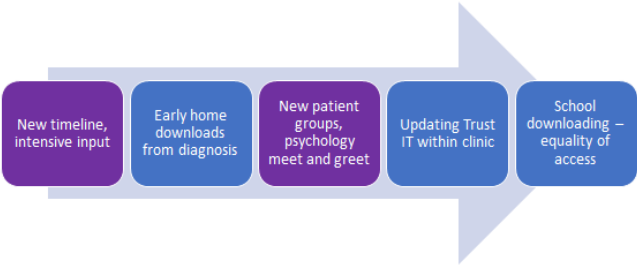 New timeline,
intensive input
Early home
downloads
from diagnosis
New patient
groups,
psychology
meet and greet
Updating Trust
IT within clinic
School
downloading –
equality of
access